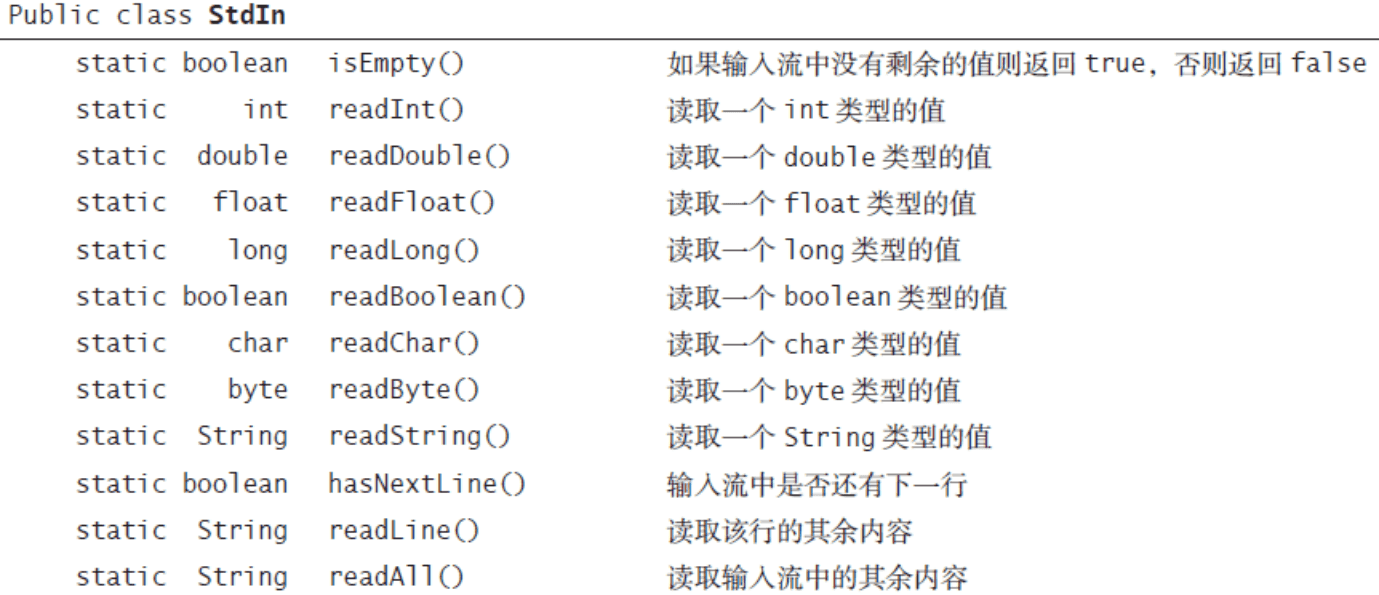 Public class StdIn
static boolean isEmpty() 如果输入流中没有剩余的值则返回 true，否则返回 false
static int readInt() 读取一个 int 类型的值
static double readDouble() 读取一个 double 类型的值
static float readFloat() 读取一个 float 类型的值
static long readLong() 读取一个 long 类型的值
static boolean readBoolean() 读取一个 boolean 类型的值
static char readChar() 读取一个 char 类型的值
static byte readByte() 读取一个 byte 类型的值
static String readString() 读取一个 String 类型的值
static boolean hasNextLine() 输入流中是否还有下一行
static String readLine() 读取该行的其余内容
static String readAll() 读取输入流中的其余内容